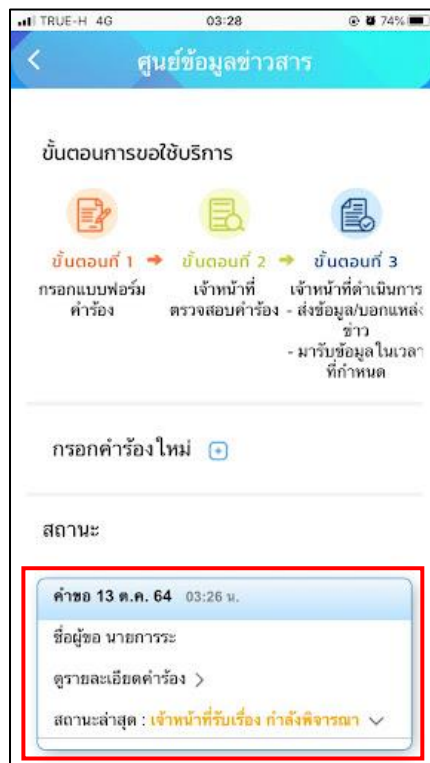 TRUE-H 4G 03:28 74%
ศูนย์ข้อมูลข่าวสาร
ขั้นตอนการขอใช้บริการ
ขั้นตอนที่ 1 ➔ ขั้นตอนที่ 2 ➔ ขั้นตอนที่ 3
กรอกแบบฟอร์ม เจ้าหน้าที่ เจ้าหน้าที่ดำเนินการ
คำร้อง ตรวจสอบคำร้อง - ส่งข้อมูล/บอกแหล่ง
ข่าว
- มารับข้อมูลในเวลา
ที่กำหนด
กรอกคำร้องใหม่
สถานะ
คำขอ 13 ต.ค. 64 03:26 น.
ชื่อผู้ขอ นายการระ
ดูรายละเอียดคำร้อง >
สถานะล่าสุด : เจ้าหน้าที่รับเรื่อง กำลังพิจารณา